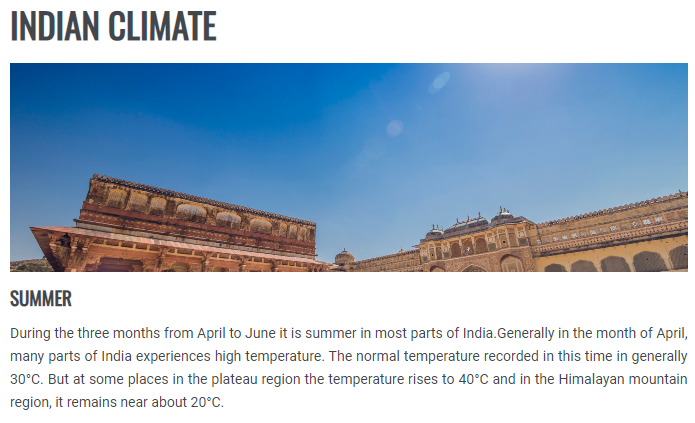 INDIAN CLIMATE
SUMMER
During the three months from April to June it is summer in most parts of India.Generally in the month of April,
many parts of India experiences high temperature. The normal temperature recorded in this time in generally
30°C. But at some places in the plateau region the temperature rises to 40°C and in the Himalayan mountain
region, it remains near about 20°C.